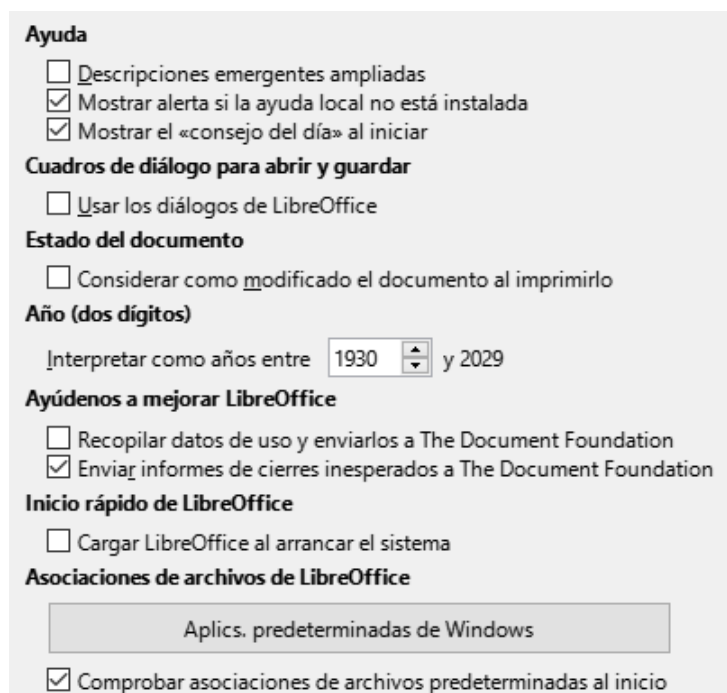 Ayuda
Descripciones emergentes ampliadas
Mostrar alerta si la ayuda local no está instalada
Mostrar el «consejo del día» al iniciar
Cuadros de diálogo para abrir y guardar
Usar los diálogos de LibreOffice
Estado del documento
Considerar como modificado el documento al imprimirlo
Año (dos dígitos)
Interpretar como años entre 1930 y 2029
Ayúdenos a mejorar LibreOffice
Recopilar datos de uso y enviarlos a The Document Foundation
Enviar informes de cierres inesperados a The Document Foundation
Inicio rápido de LibreOffice
Cargar LibreOffice al arrancar el sistema
Asociaciones de archivos de LibreOffice
Aplics. predeterminadas de Windows
Comprobar asociaciones de archivos predeterminadas al inicio